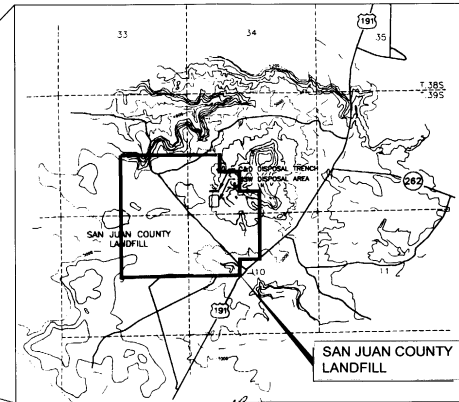 191
33
34
35
T.38S
39S
C&D DISPOSAL TRENCH
DISPOSAL AREA
262
SAN JUAN COUNTY
LANDFILL
10
11
191
SAN JUAN COUNTY
LANDFILL